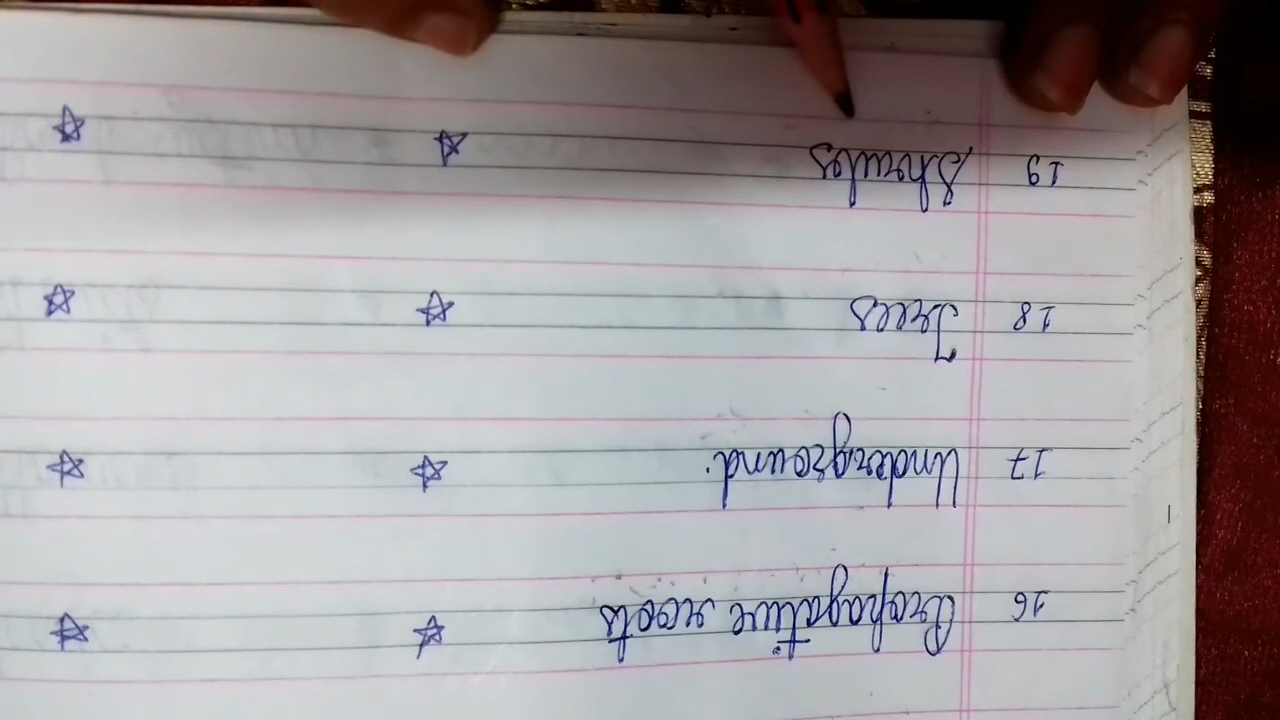 16 Propagative roots ☆ ☆
17 Underground. ☆ ☆
18 Trees ☆ ☆
19 Shrubs ☆ ☆